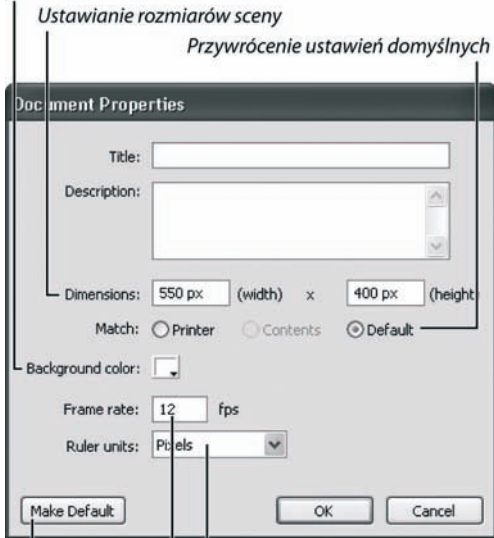 Ustawianie rozmiarów sceny
Przywrócenie ustawień domyślnych
Document Properties
Title:
Description:
Dimensions: 550 px (width) x 400 px (height
Match: Printer Contents Default
Background color:
Frame rate: 12 fps
Ruler units: Pixels
Make Default OK Cancel